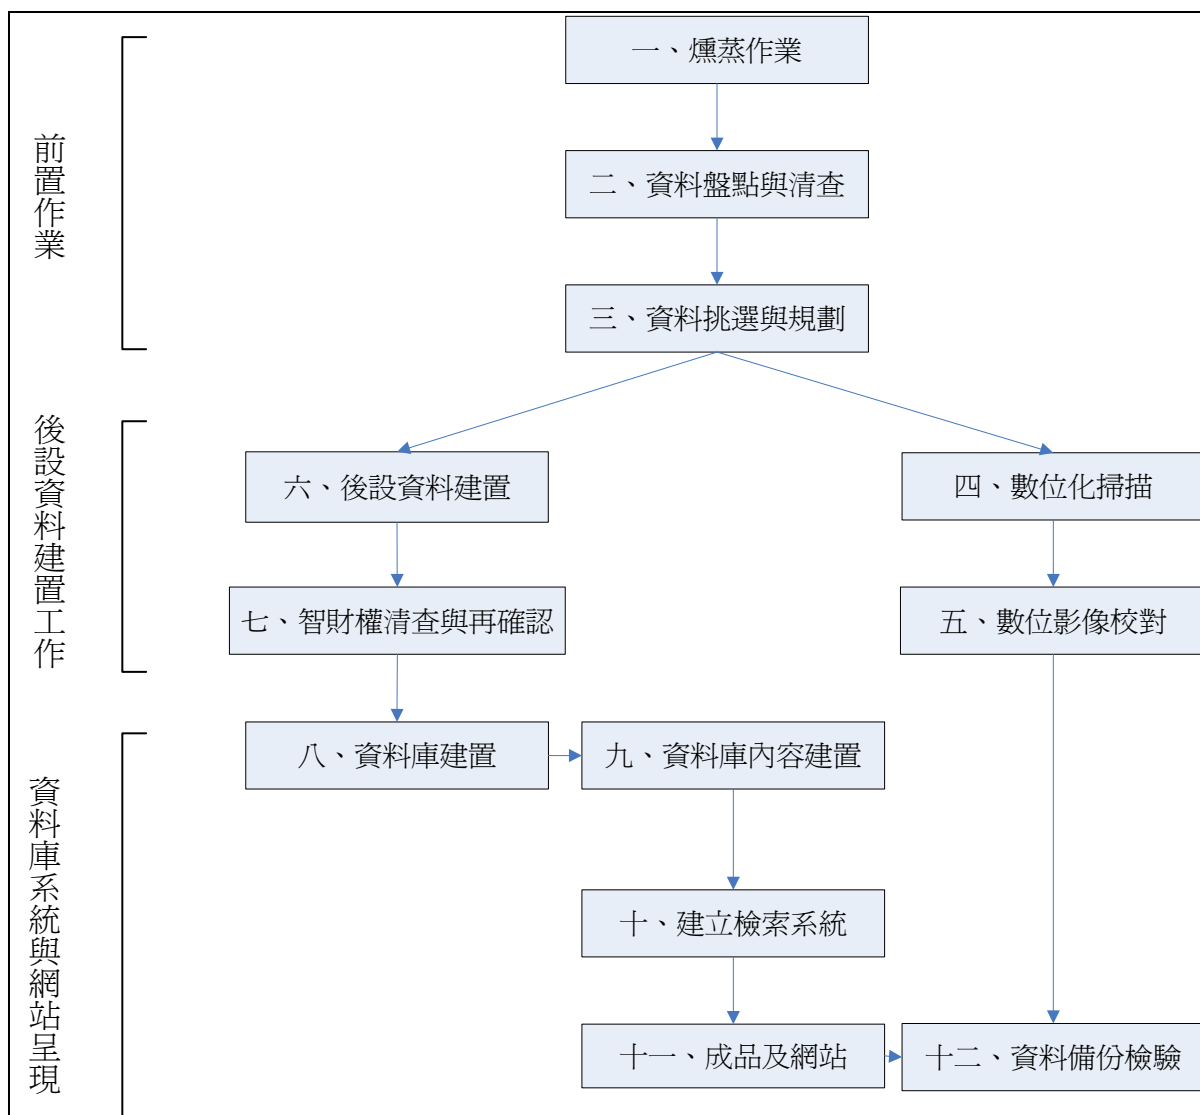 前置作業
一、燻蒸作業
二、資料盤點與清查
三、資料挑選與規劃
後設資料建置工作
六、後設資料建置
四、數位化掃描
七、智財權清查與再確認
五、數位影像校對
資料庫系統與網站呈現
八、資料庫建置
九、資料庫內容建置
十、建立檢索系統
十一、成品及網站
十二、資料備份檢驗